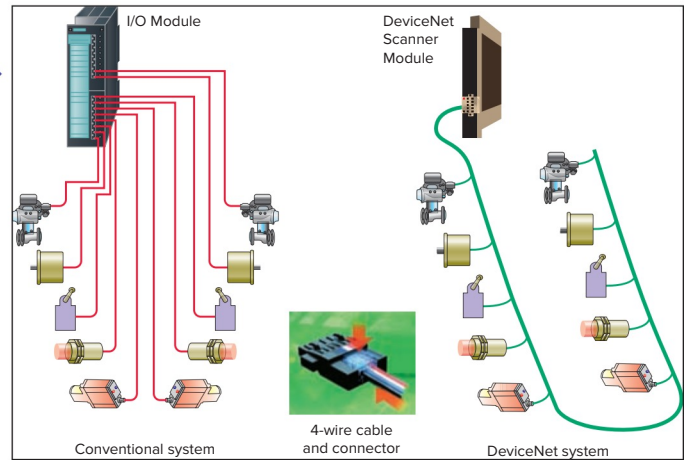 I/O Module
DeviceNet
Scanner
Module
4-wire cable
and connector
Conventional system
DeviceNet system